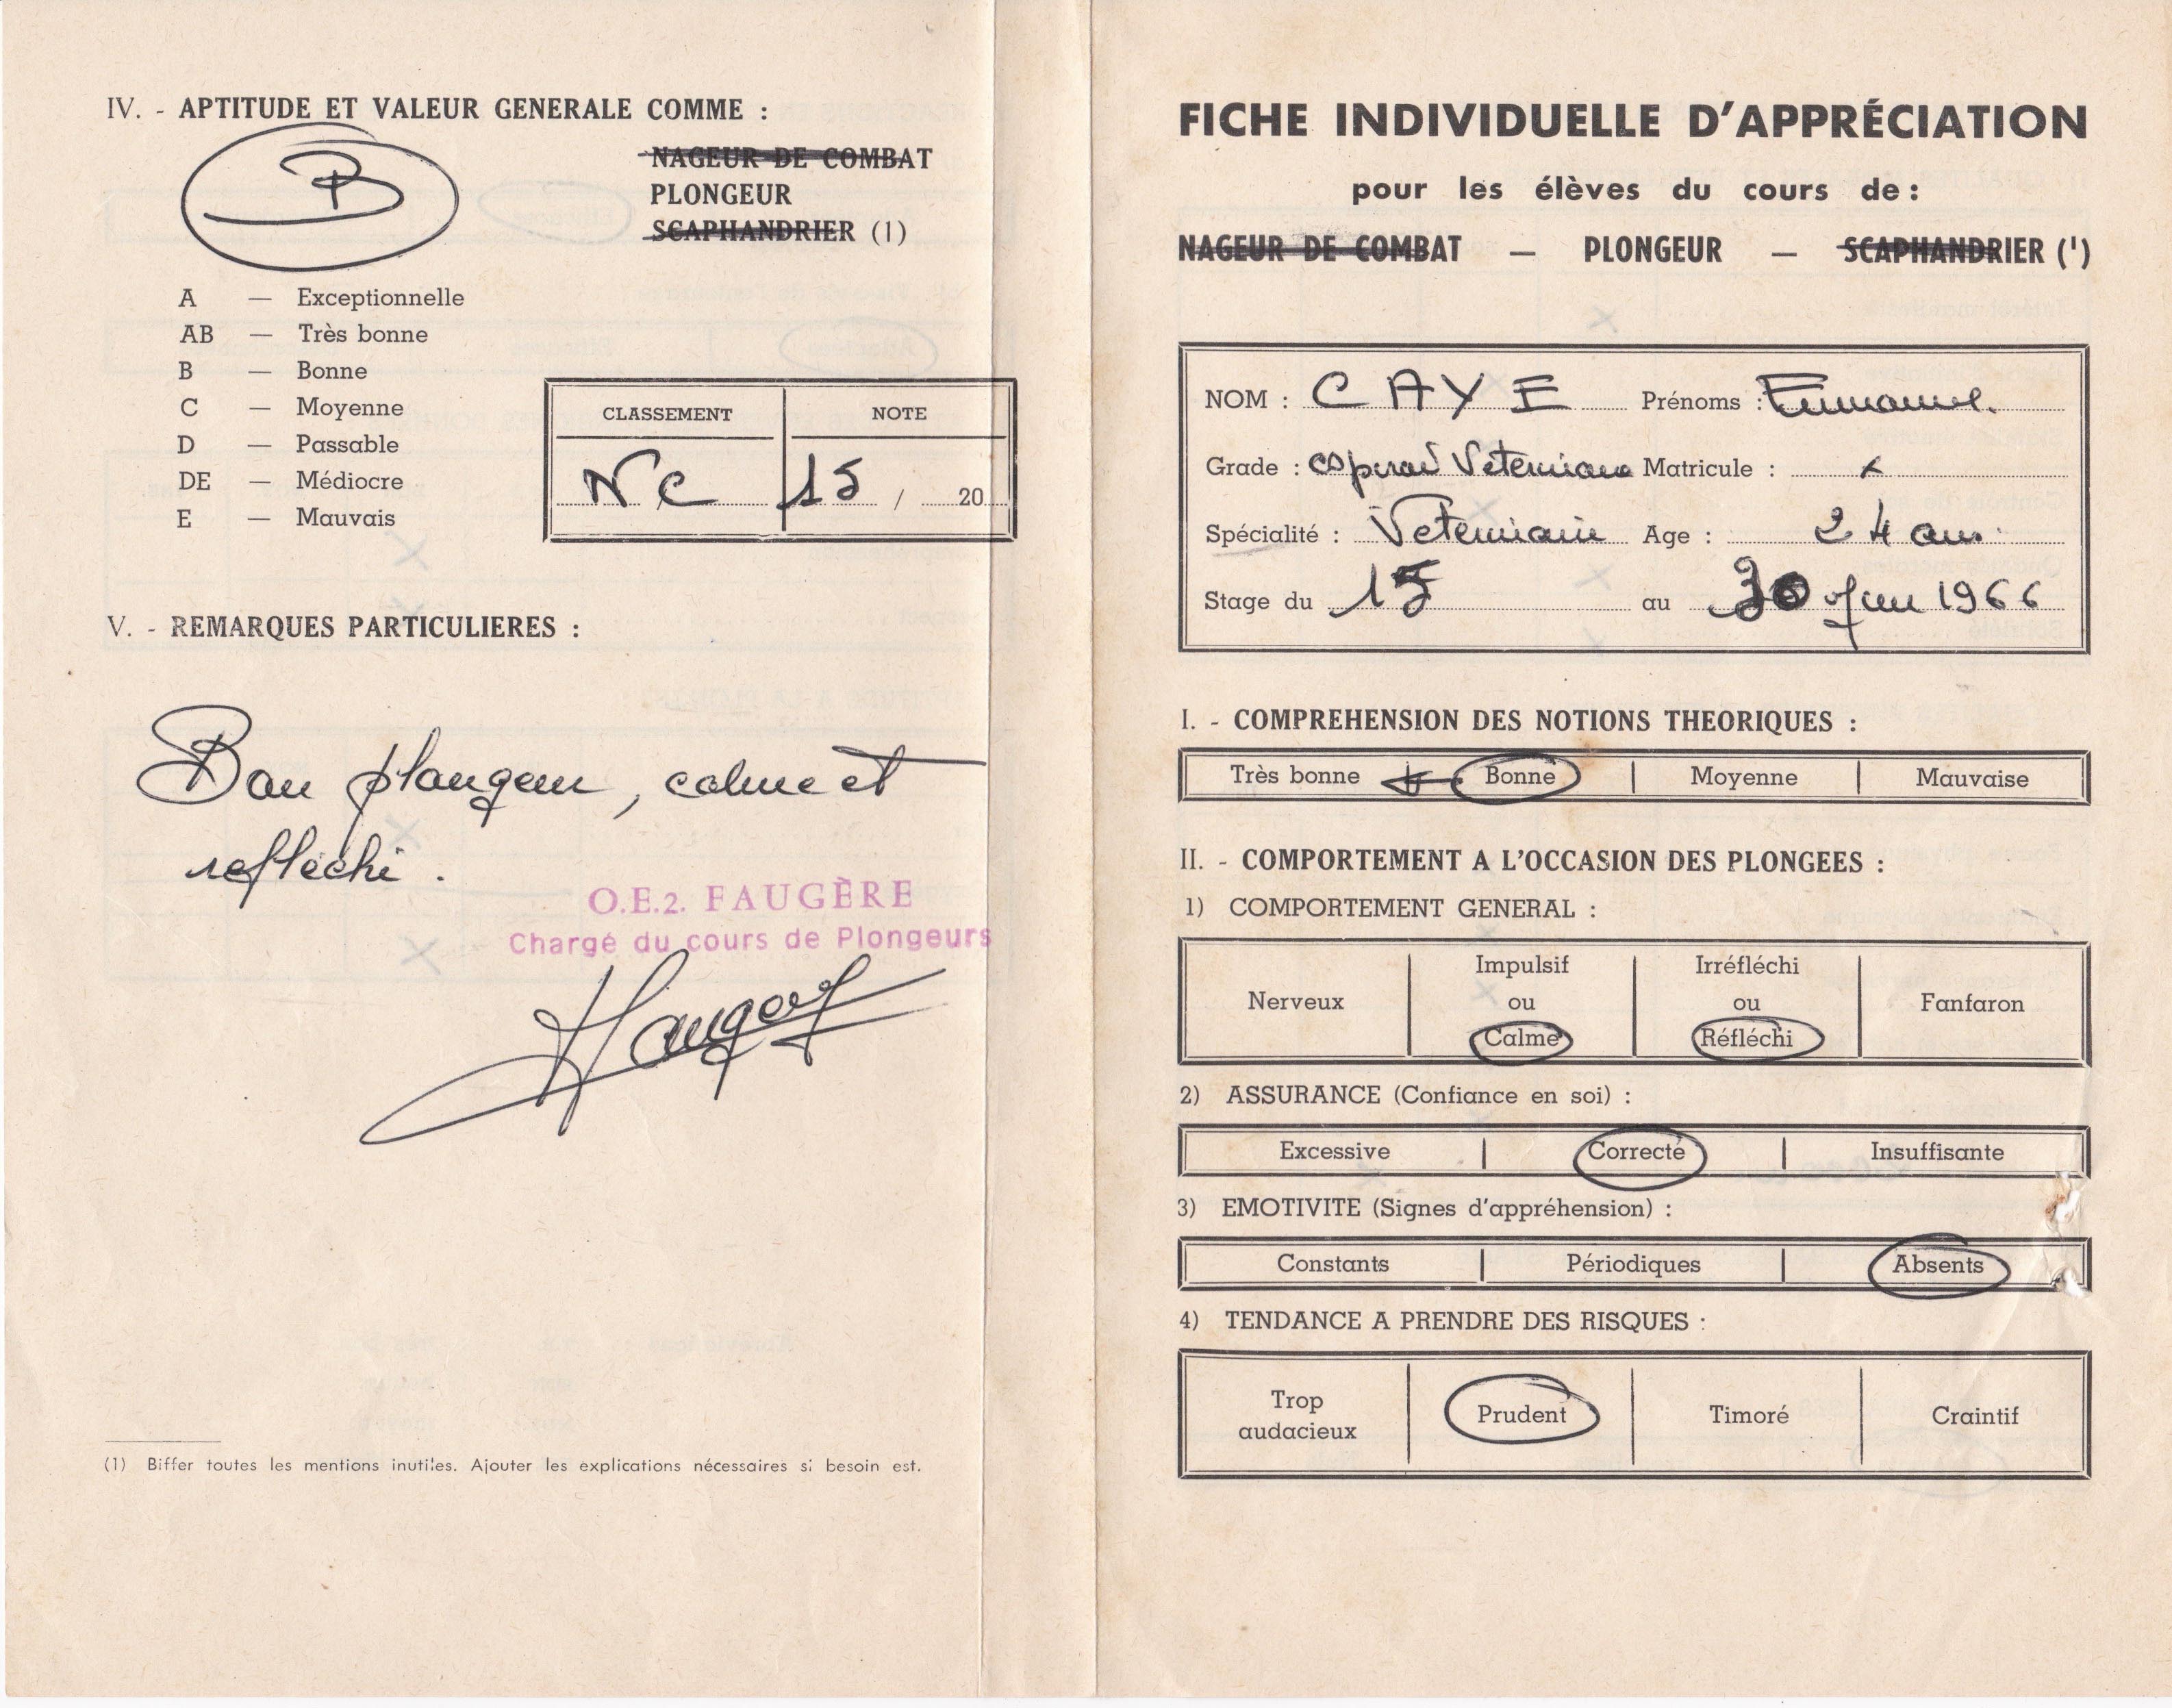 IV. - APTITUDE ET VALEUR GENERALE COMME :
B
NAGEUR DE COMBAT
PLONGEUR
SCAPHANDRIER (1)
A — Exceptionnelle
AB — Très bonne
B — Bonne
C — Moyenne
D — Passable
DE — Médiocre
E — Mauvais
CLASSEMENT NOTE
NC 15 / 20
V. - REMARQUES PARTICULIERES :
Bon plongeur, calme et
refléchi.
O.E.2. FAUGÈRE
Chargé du cours de Plongeurs
(1) Biffer toutes les mentions inutiles. Ajouter les explications nécessaires si besoin est.
FICHE INDIVIDUELLE D'APPRÉCIATION
pour les élèves du cours de :
NAGEUR DE COMBAT — PLONGEUR — SCAPHANDRIER (1)
NOM : CAYE Prénoms : Emmanuel.
Grade : Veterinaire Matricule : x
Spécialité : Veterinaire Age : 24 ans.
Stage du 15 au 30 1966
I. - COMPREHENSION DES NOTIONS THEORIQUES :
Très bonne Bonne | Moyenne | Mauvaise
II. - COMPORTEMENT A L'OCCASION DES PLONGEES :
1) COMPORTEMENT GENERAL :
Nerveux Impulsif ou Calme Irréfléchi ou Réfléchi Fanfaron
2) ASSURANCE (Confiance en soi) :
Excessive | Correcte | Insuffisante
3) EMOTIVITE (Signes d'appréhension) :
Constants | Périodiques | Absents
4) TENDANCE A PRENDRE DES RISQUES :
Trop audacieux Prudent Timoré Craintif